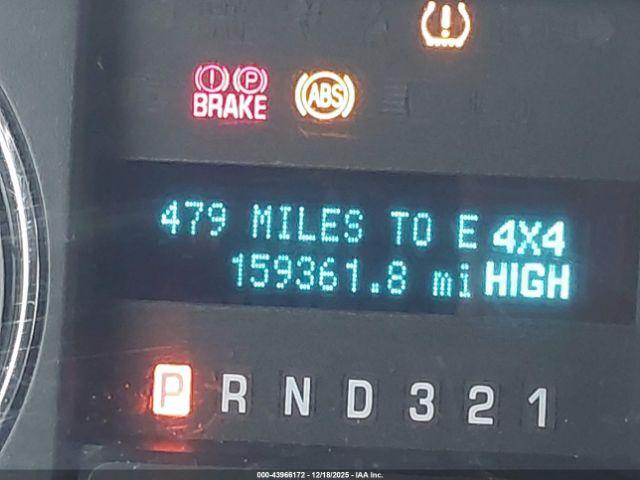 ! P
BRAKE
ABS
!
479 MILES TO E
159361.8 mi
4X4
HIGH
P R N D 3 2 1
000-43966172 - 12/18/2025 - IAA Inc.